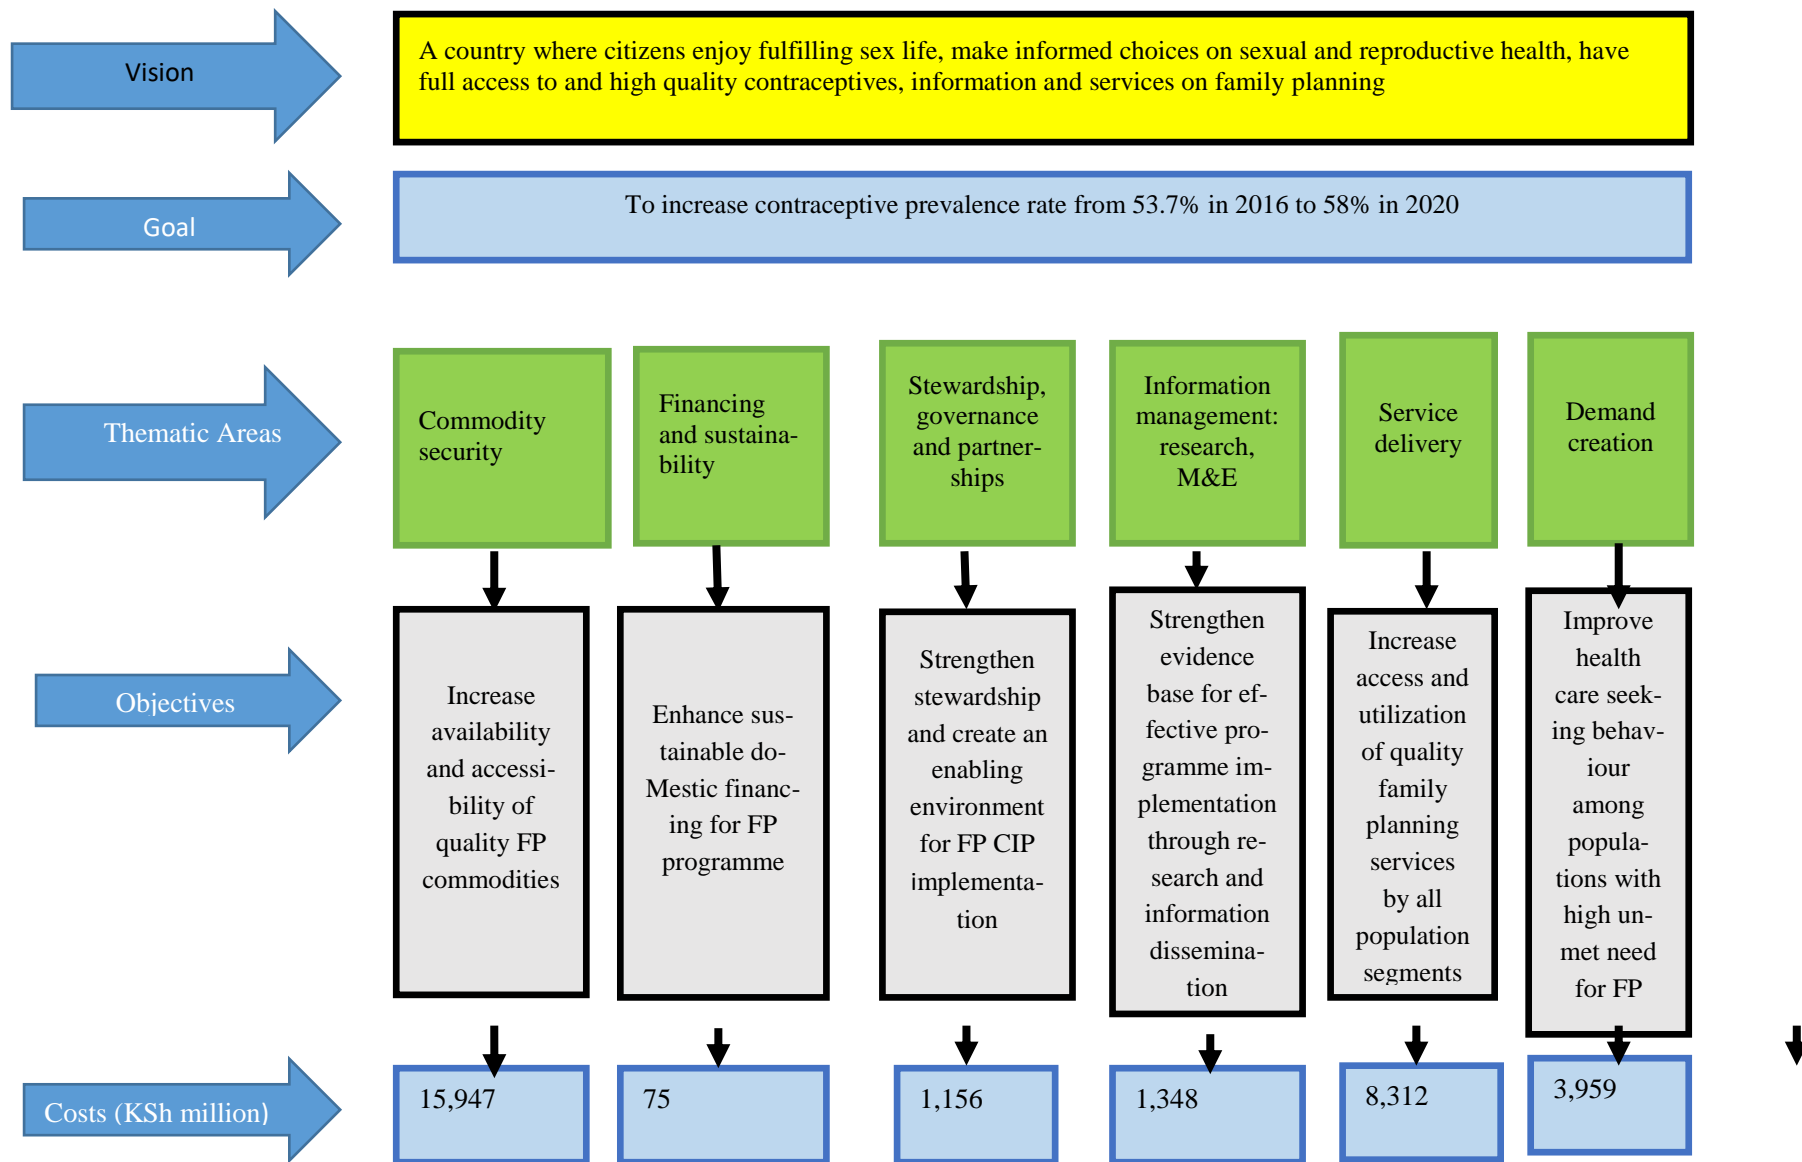 Vision
A country where citizens enjoy fulfilling sex life, make informed choices on sexual and reproductive health, have
full access to and high quality contraceptives, information and services on family planning
Goal
To increase contraceptive prevalence rate from 53.7% in 2016 to 58% in 2020
Thematic Areas
Commodity
security
Financing
and sustaina-
bility
Stewardship,
governance
and partner-
ships
Information
management:
research,
M&E
Service
delivery
Demand
creation
Objectives
Increase
availability
and accessi-
bility of
quality FP
commodities
Enhance sus-
tainable do-
Mestic financ-
ing for FP
programme
Strengthen
stewardship
and create an
enabling
environment
for FP CIP
implementa-
tion
Strengthen
evidence
base for ef-
fective pro-
gramme im-
plementation
through re-
search and
information
dissemina-
tion
Increase
access and
utilization
of quality
family
planning
services
by all
population
segments
Improve
health
care seek-
ing behav-
iour
among
popula-
tions with
high un-
met need
for FP
Costs (KSh million)
15,947
75
1,156
1,348
8,312
3,959